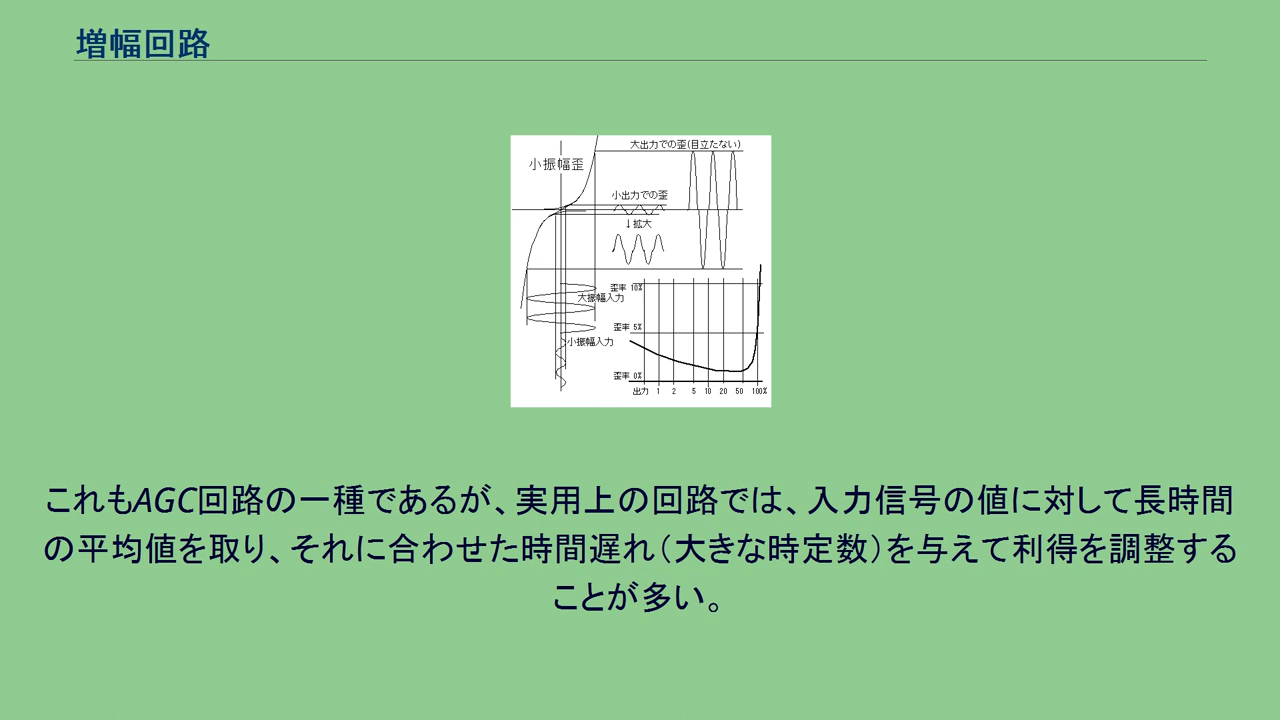 増幅回路
大出力での歪(目立たない)
小振幅歪
小出力での歪
↓拡大
歪率 10%
大振幅入力
歪率 5%
小振幅入力
歪率 0%
出力 1 2 5 10 20 50 100%
これもAGC回路の一種であるが、実用上の回路では、入力信号の値に対して長時間
の平均値を取り、それに合わせた時間遅れ（大きな時定数）を与えて利得を調整する
ことが多い。